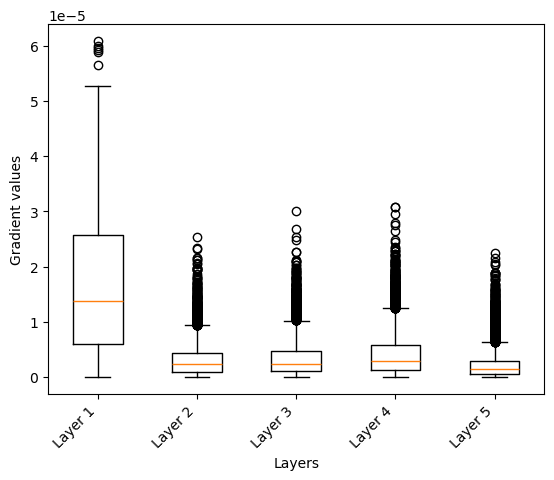 1e−5
6
5
4
3
2
1
0
Gradient values
Layer 1
Layer 2
Layer 3
Layer 4
Layer 5
Layers